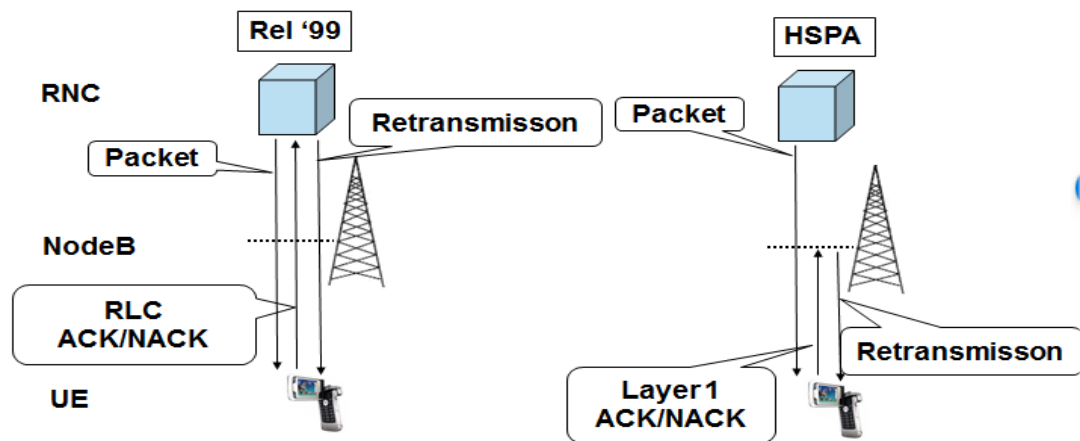 Rel ‘99
HSPA
RNC
Packet
Retransmisson
Packet
NodeB
RLC
ACK/NACK
Retransmisson
UE
Layer1
ACK/NACK